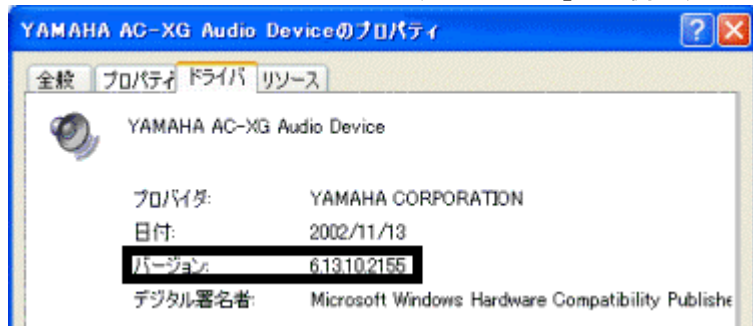 YAMAHA AC-XG Audio Deviceのプロパティ
全般 プロパティ ドライバ リソース
YAMAHA AC-XG Audio Device
プロバイダ: YAMAHA CORPORATION
日付: 2002/11/13
バージョン: 6.13.10.2155
デジタル署名者: Microsoft Windows Hardware Compatibility Publishe